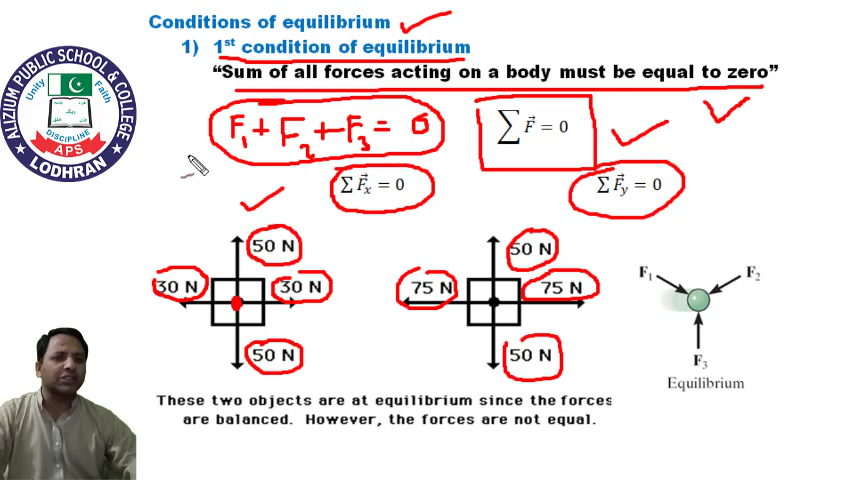 Conditions of equilibrium
1) 1st condition of equilibrium
“Sum of all forces acting on a body must be equal to zero”
ALIZIUM PUBLIC SCHOOL & COLLEGE
Unity
Faith
DISCIPLINE
APS
LODHRAN
F₁ + F₂ + F₃ = 0
∑ F⃗ = 0
∑ F⃗ₓ = 0
∑ F⃗y = 0
50 N
30 N
30 N
50 N
50 N
75 N
75 N
50 N
F₁
F₂
F₃
Equilibrium
These two objects are at equilibrium since the forces
are balanced. However, the forces are not equal.